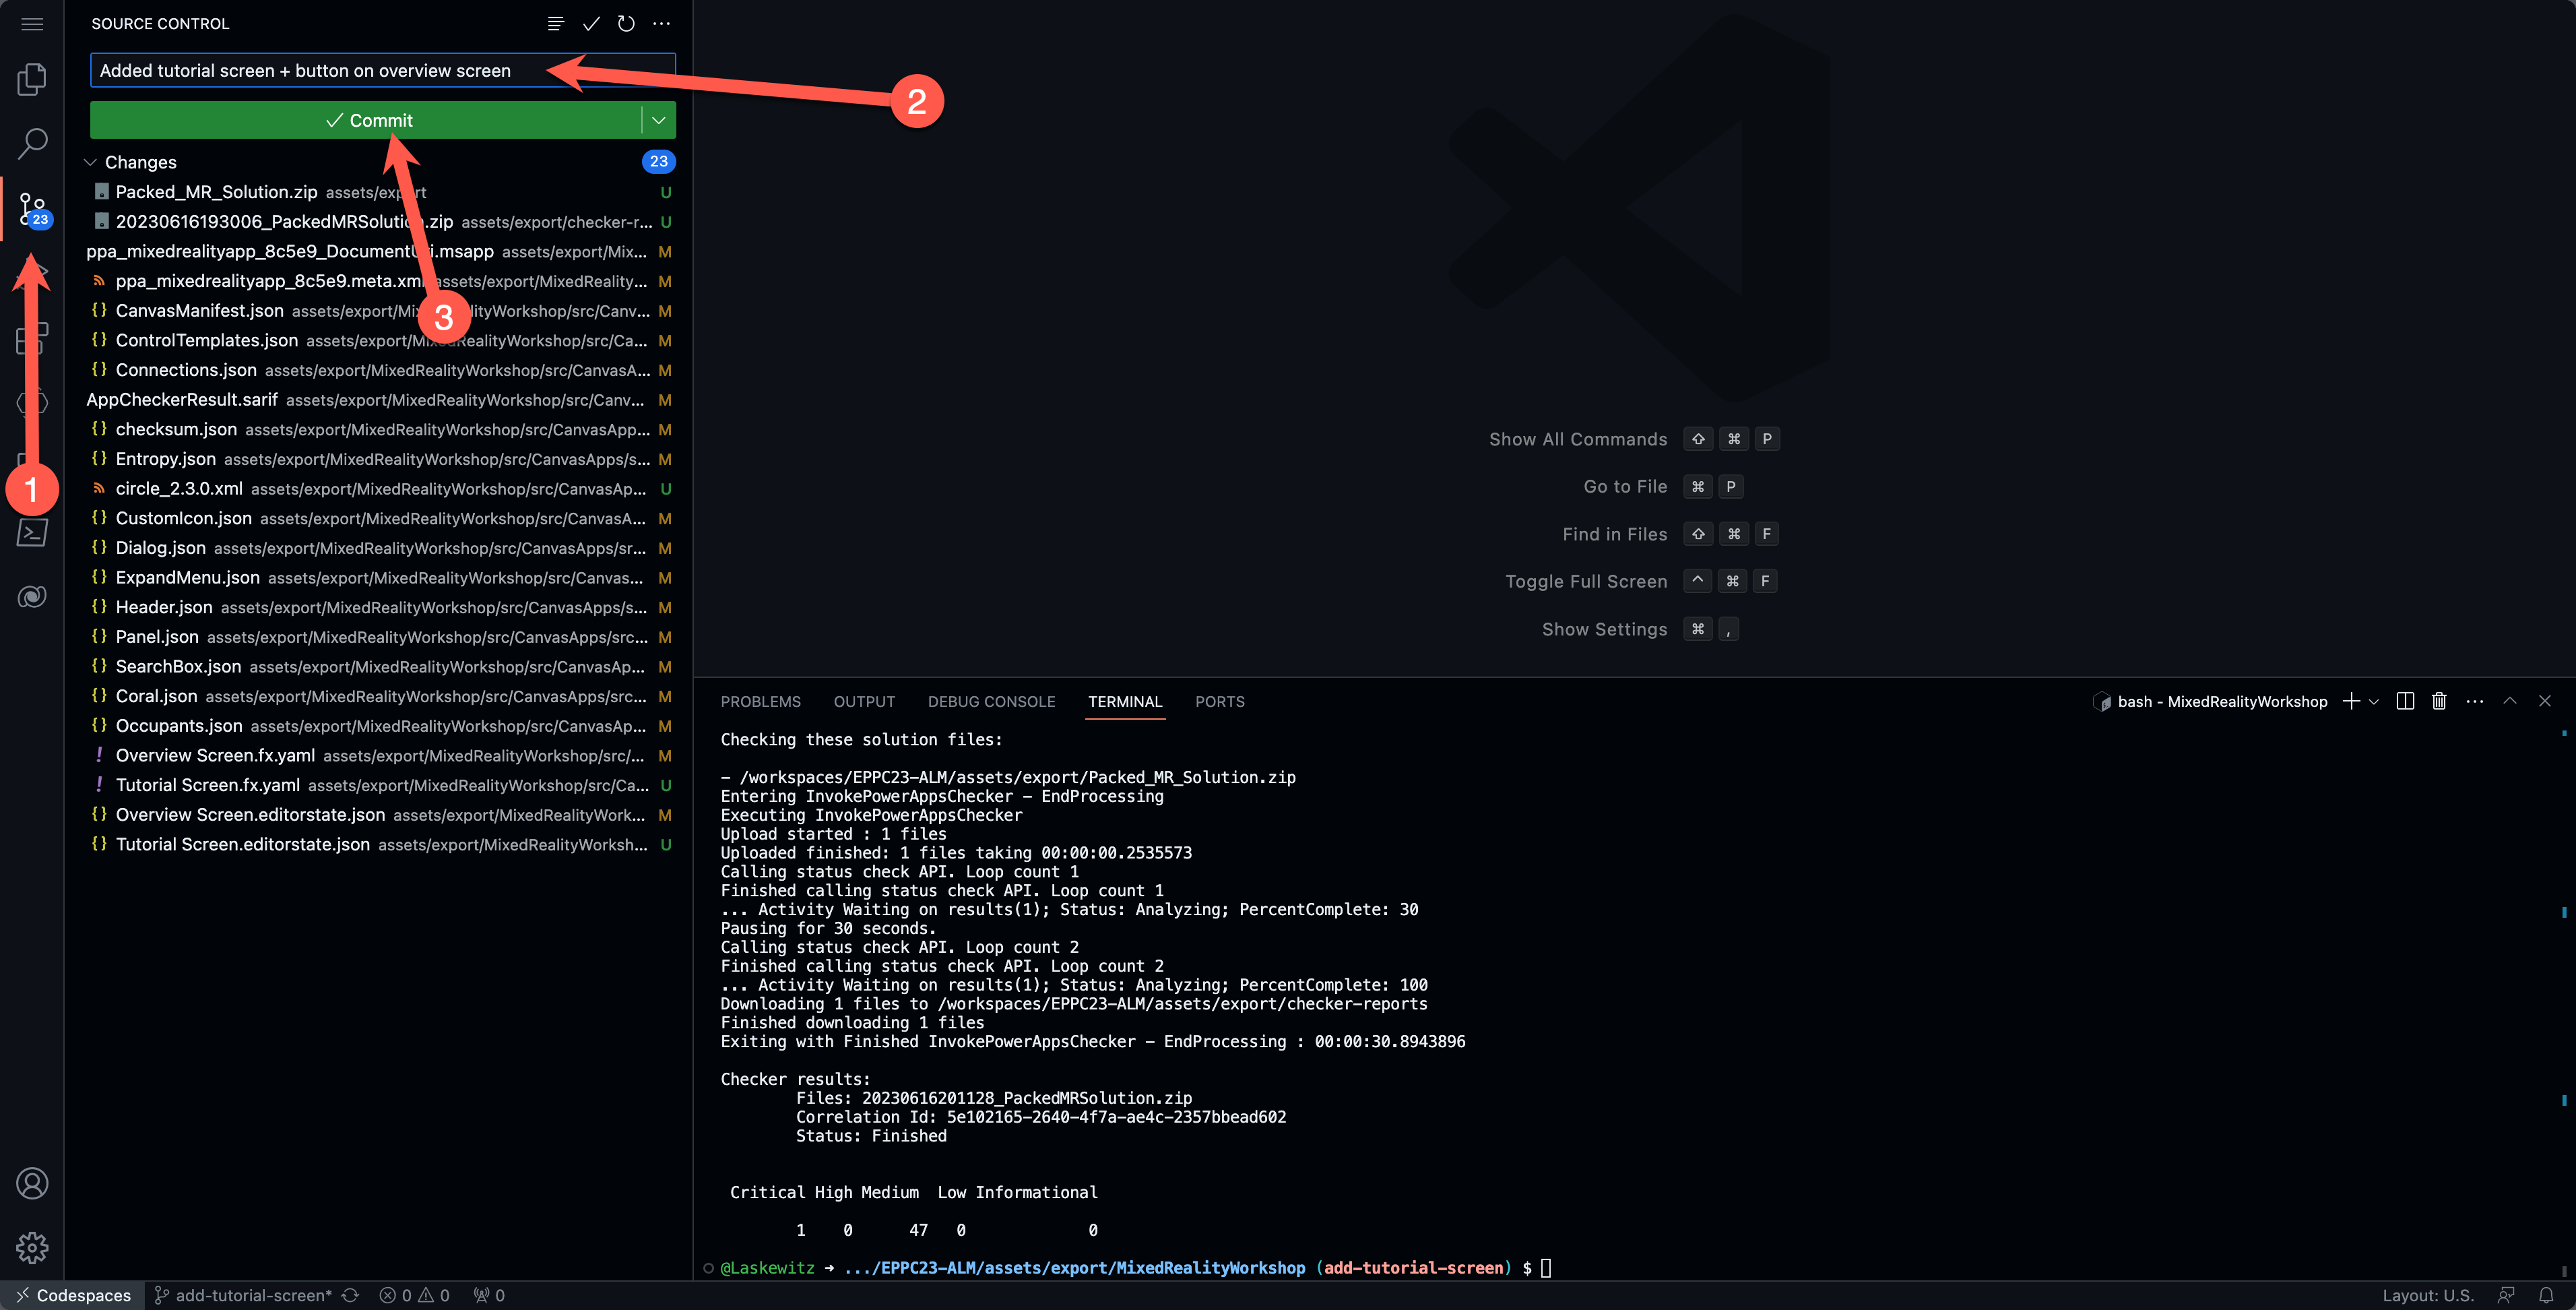 SOURCE CONTROL
Added tutorial screen + button on overview screen
2
Commit
Changes 23
Packed_MR_Solution.zip assets/export U
23
20230616193006_PackedMRSolution.zip assets/export/checker-r... U
ppa_mixedrealityapp_8c5e9_DocumentUri.msapp assets/export/Mix... M
ppa_mixedrealityapp_8c5e9.meta.xml assets/export/MixedReality... M
CanvasManifest.json assets/export/MixedRealityWorkshop/src/Canv... M
3
ControlTemplates.json assets/export/MixedRealityWorkshop/src/Ca... M
Connections.json assets/export/MixedRealityWorkshop/src/CanvasA... M
AppCheckerResult.sarif assets/export/MixedRealityWorkshop/src/Canv... M
checksum.json assets/export/MixedRealityWorkshop/src/CanvasApp... M
Entropy.json assets/export/MixedRealityWorkshop/src/CanvasApps/s... M
1
circle_2.3.0.xml assets/export/MixedRealityWorkshop/src/CanvasAp... U
CustomIcon.json assets/export/MixedRealityWorkshop/src/CanvasA... M
Dialog.json assets/export/MixedRealityWorkshop/src/CanvasApps/sr... M
ExpandMenu.json assets/export/MixedRealityWorkshop/src/Canvas... M
Header.json assets/export/MixedRealityWorkshop/src/CanvasApps/s... M
Panel.json assets/export/MixedRealityWorkshop/src/CanvasApps/src... M
SearchBox.json assets/export/MixedRealityWorkshop/src/CanvasAp... M
Coral.json assets/export/MixedRealityWorkshop/src/CanvasApps/src... M
Occupants.json assets/export/MixedRealityWorkshop/src/CanvasAp... M
Overview Screen.fx.yaml assets/export/MixedRealityWorkshop/src/... M
Tutorial Screen.fx.yaml assets/export/MixedRealityWorkshop/src/Ca... U
Overview Screen.editorstate.json assets/export/MixedRealityWork... M
Tutorial Screen.editorstate.json assets/export/MixedRealityWorksh... U
Show All Commands ⇧ ⌘ P
Go to File ⌘ P
Find in Files ⇧ ⌘ F
Toggle Full Screen ^ ⌘ F
Show Settings ⌘ ,
PROBLEMS OUTPUT DEBUG CONSOLE TERMINAL PORTS bash - MixedRealityWorkshop
Checking these solution files:
- /workspaces/EPPC23-ALM/assets/export/Packed_MR_Solution.zip
Entering InvokePowerAppsChecker - EndProcessing
Executing InvokePowerAppsChecker
Upload started : 1 files
Uploaded finished: 1 files taking 00:00:00.2535573
Calling status check API. Loop count 1
Finished calling status check API. Loop count 1
... Activity Waiting on results(1); Status: Analyzing; PercentComplete: 30
Pausing for 30 seconds.
Calling status check API. Loop count 2
Finished calling status check API. Loop count 2
... Activity Waiting on results(1); Status: Analyzing; PercentComplete: 100
Downloading 1 files to /workspaces/EPPC23-ALM/assets/export/checker-reports
Finished downloading 1 files
Exiting with Finished InvokePowerAppsChecker - EndProcessing : 00:00:30.8943896
Checker results:
Files: 20230616201128_PackedMRSolution.zip
Correlation Id: 5e102165-2640-4f7a-ae4c-2357bbead602
Status: Finished
Critical High Medium Low Informational
1 0 47 0 0
@Laskewitz → .../EPPC23-ALM/assets/export/MixedRealityWorkshop (add-tutorial-screen) $
Codespaces add-tutorial-screen* 0 0 0 Layout: U.S.